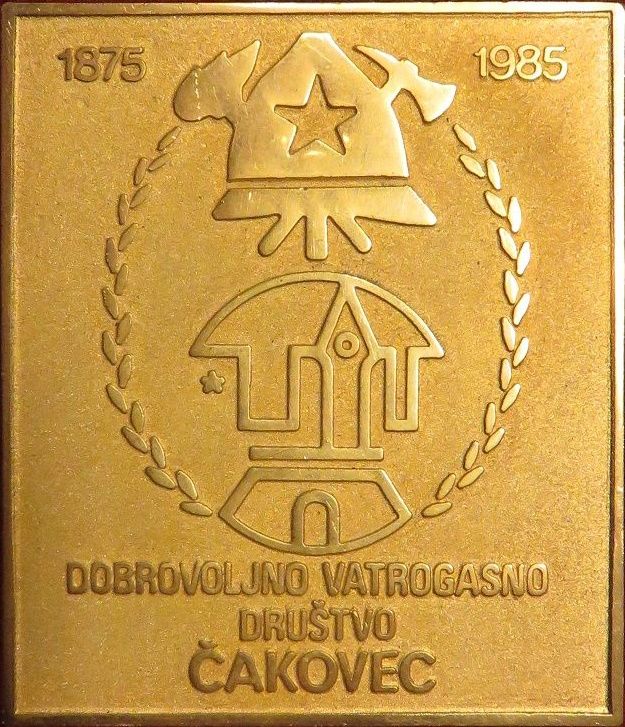 1875 1985
DOBROVOLJNO VATROGASNO
DRUŠTVO
ČAKOVEC